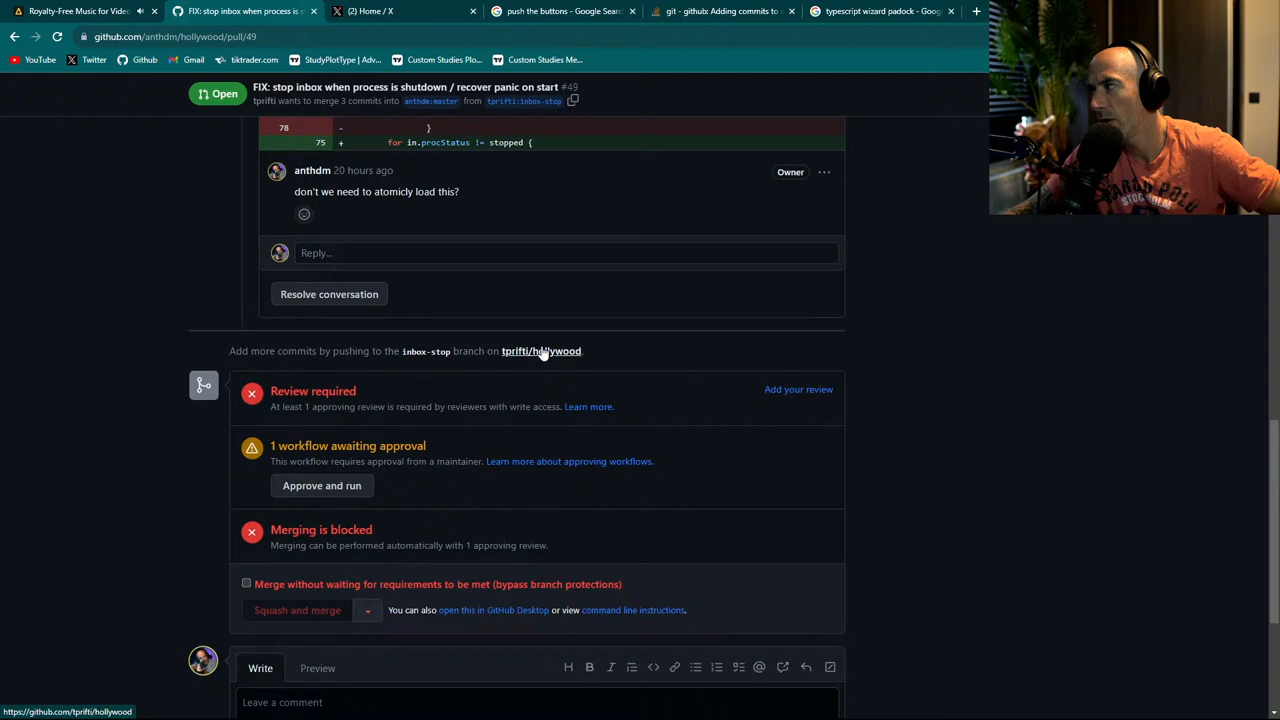 Royalty-Free Music for Video
FIX: stop inbox when process is s
(2) Home / X
push the buttons - Google Searc
git - github: Adding commits to e
typescript wizard padock - Googl
github.com/anthdm/hollywood/pull/49
YouTube
Twitter
Github
Gmail
tiktrader.com
StudyPlotType | Adv...
Custom Studies Plo...
Custom Studies Me...
Open
FIX: stop inbox when process is shutdown / recover panic on start #49
tprifti wants to merge 3 commits into anthdm:master from tprifti:inbox-stop
78 - }
75 + for in.procStatus != stopped {
anthdm 20 hours ago
Owner
don't we need to atomicly load this?
Reply...
Resolve conversation
Add more commits by pushing to the inbox-stop branch on tprifti/hollywood.
Review required
Add your review
At least 1 approving review is required by reviewers with write access. Learn more.
1 workflow awaiting approval
This workflow requires approval from a maintainer. Learn more about approving workflows.
Approve and run
Merging is blocked
Merging can be performed automatically with 1 approving review.
Merge without waiting for requirements to be met (bypass branch protections)
Squash and merge
You can also open this in GitHub Desktop or view command line instructions.
Write
Preview
Leave a comment
https://github.com/tprifti/hollywood
POLO
STOCKHOLM